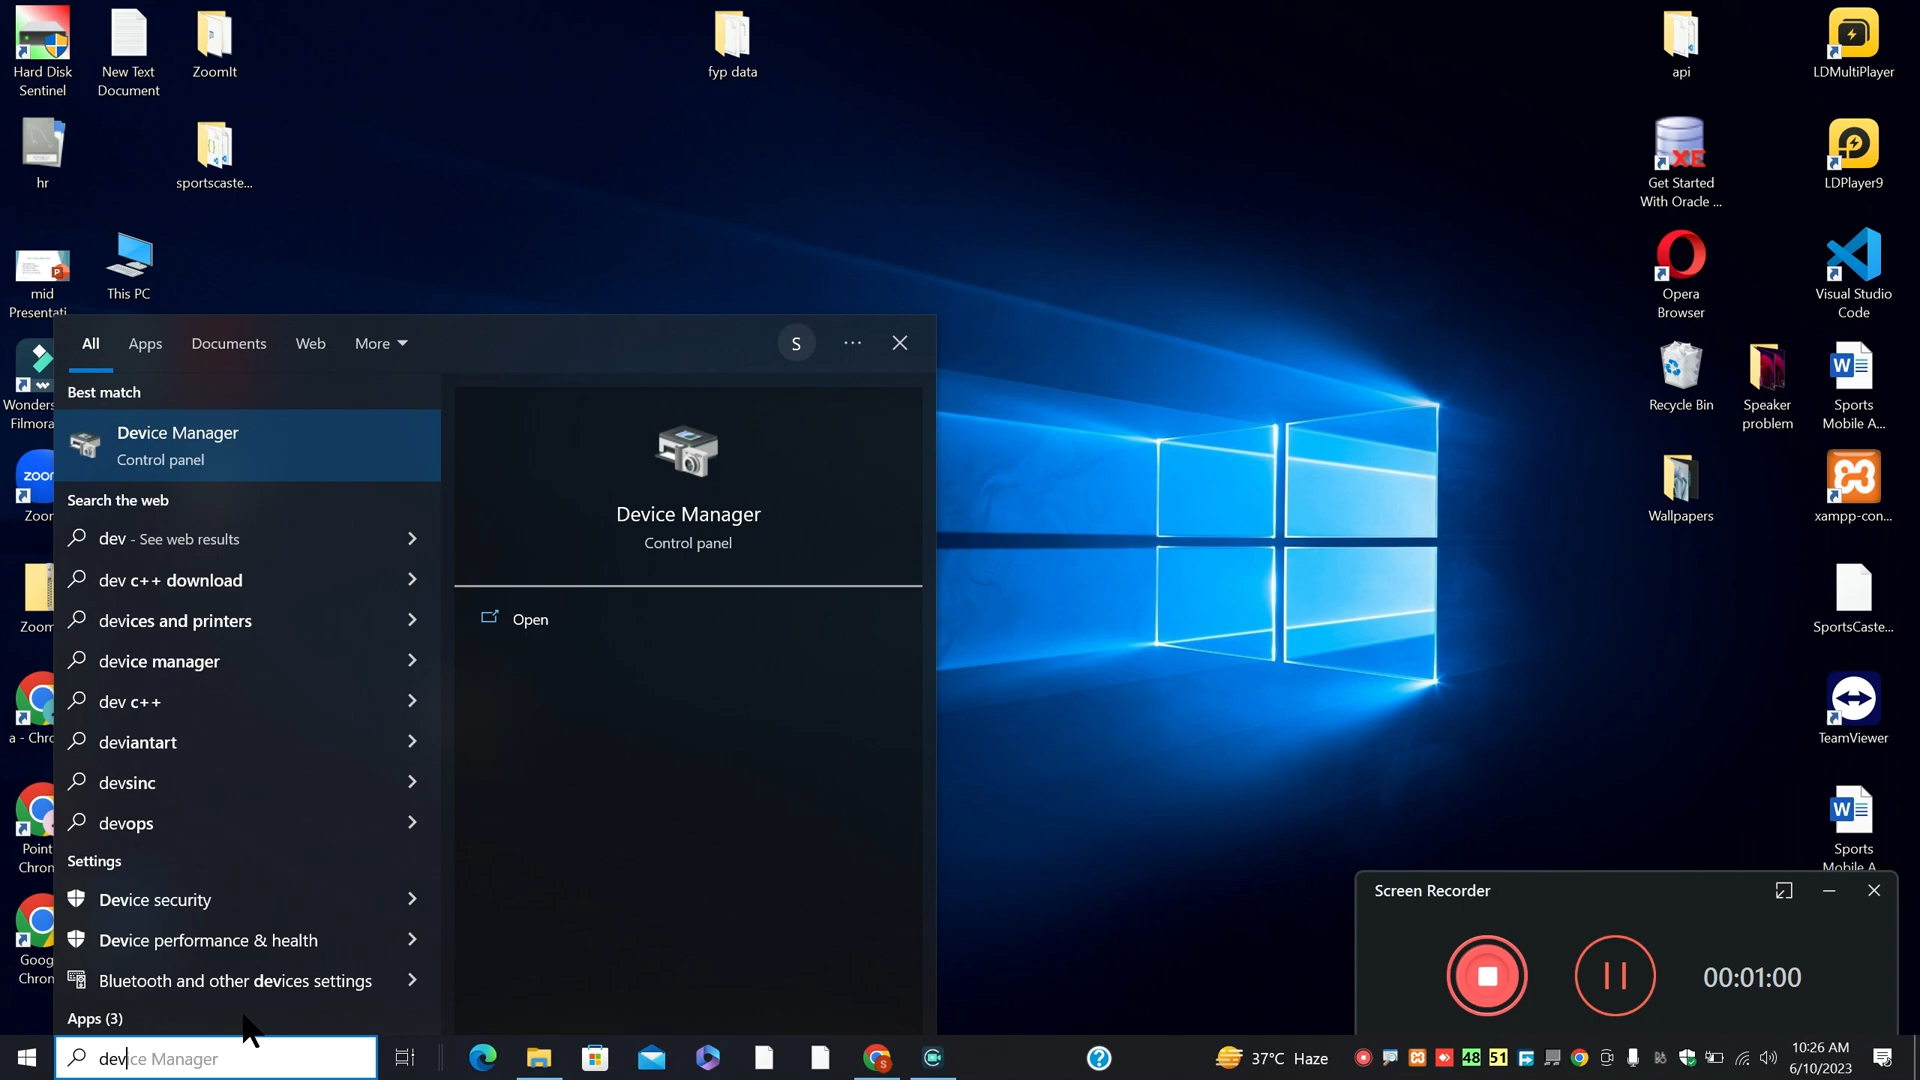 Hard Disk
Sentinel
New Text
Document
ZoomIt
fyp data
api
LDMultiPlayer
hr
sportscaste...
Get Started
With Oracle ...
LDPlayer9
mid
Presentati
This PC
Opera
Browser
Visual Studio
Code
All
Apps
Documents
Web
More
S
Best match
Device Manager
Control panel
Search the web
dev - See web results
dev c++ download
devices and printers
device manager
dev c++
deviantart
devsinc
devops
Settings
Device security
Device performance & health
Bluetooth and other devices settings
Apps (3)
device Manager
Device Manager
Control panel
Open
Wonders
Filmora
zoom
Zoor
Zoom
a - Chro
Point
Chron
Goog
Chron
Recycle Bin
Speaker
problem
Sports
Mobile A...
Wallpapers
xampp-con...
SportsCaste...
TeamViewer
Sports
Mobile A...
XE
Screen Recorder
00:01:00
37°C Haze
48
51
10:26 AM
6/10/2023